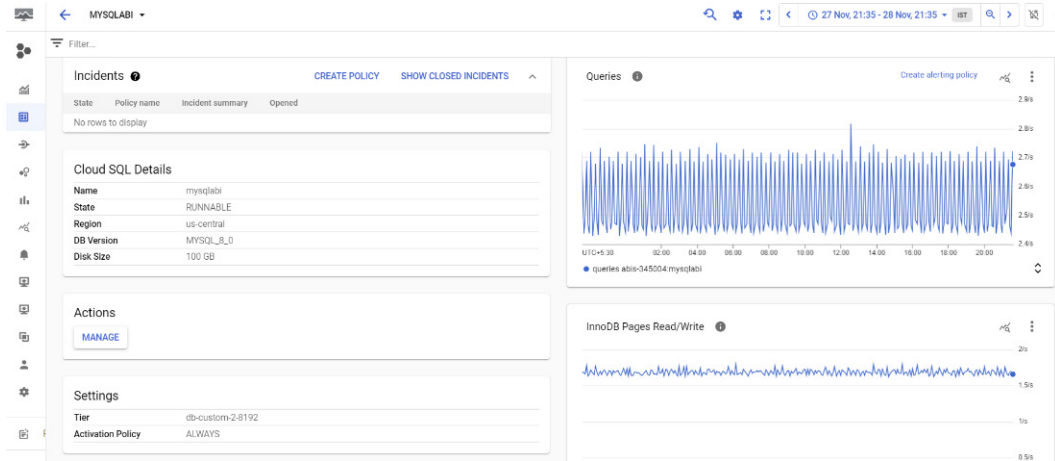 MYSQLABI
27 Nov, 21:35 - 28 Nov, 21:35 IST
Filter...
Incidents
CREATE POLICY SHOW CLOSED INCIDENTS
State Policy name Incident summary Opened
No rows to display
Cloud SQL Details
Name mysqlabi
State RUNNABLE
Region us-central
DB Version MYSQL_8_0
Disk Size 100 GB
Actions
MANAGE
Settings
Tier db-custom-2-8192
Activation Policy ALWAYS
Queries Create alerting policy
2.9/s
2.8/s
2.7/s
2.6/s
2.5/s
2.4/s
UTC+5:30 02:00 04:00 06:00 08:00 10:00 12:00 14:00 16:00 18:00 20:00
queries abis-345004:mysqlabi
InnoDB Pages Read/Write
2/s
1.5/s
1/s
0.5/s